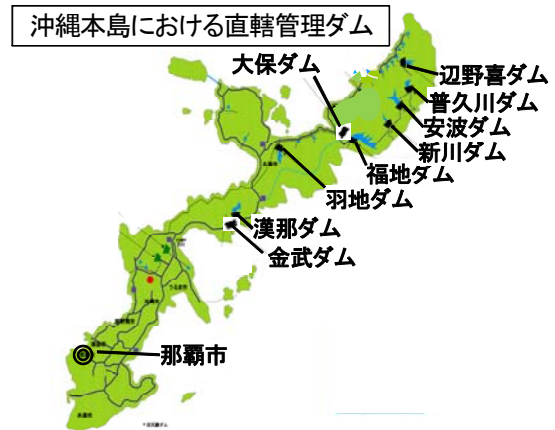 沖縄本島における直轄管理ダム
大保ダム
辺野喜ダム
普久川ダム
安波ダム
新川ダム
福地ダム
羽地ダム
漢那ダム
金武ダム
那覇市